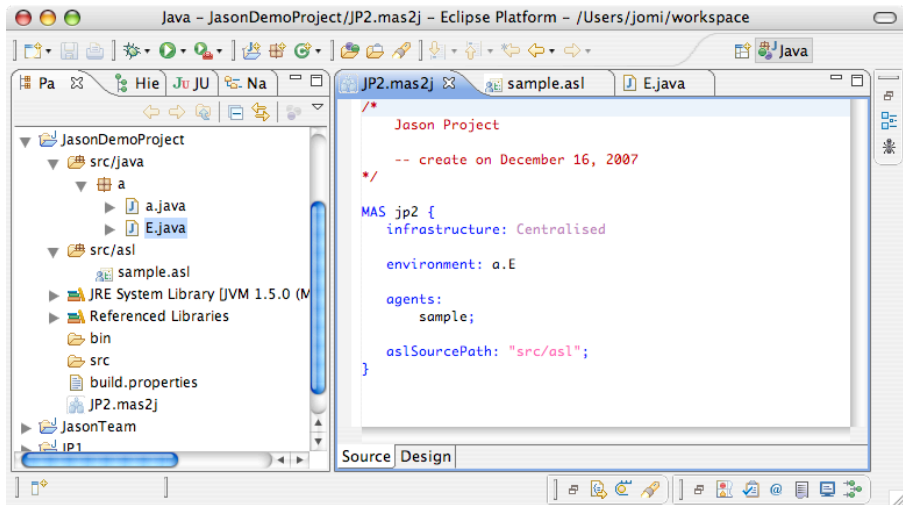 Java – JasonDemoProject/JP2.mas2j – Eclipse Platform – /Users/jomi/workspace
Java
Pa
Hie
Ju JU
Na
JP2.mas2j
sample.asl
E.java
JasonDemoProject
src/java
a
a.java
E.java
src/asl
sample.asl
JRE System Library [JVM 1.5.0 (M
Referenced Libraries
bin
src
build.properties
JP2.mas2j
JasonTeam
JP1
/*
Jason Project
-- create on December 16, 2007
*/
MAS jp2 {
infrastructure: Centralised
environment: a.E
agents:
sample;
aslSourcePath: "src/asl";
}
Source
Design